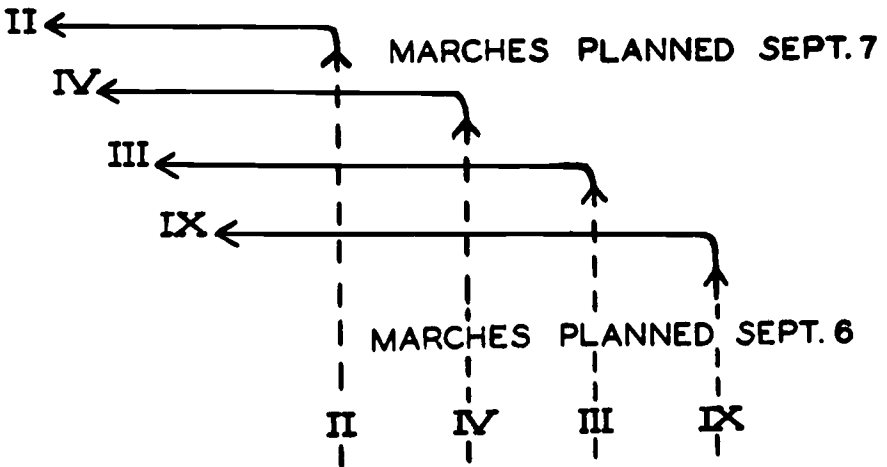 II
MARCHES PLANNED SEPT. 7
IV
III
IX
MARCHES PLANNED SEPT. 6
II IV III IX